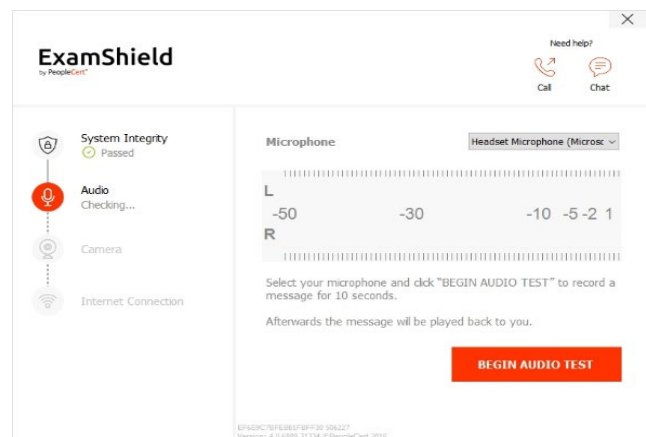 Need help?
ExamShield
by PeopleCert
Call Chat
System Integrity
Passed
Audio
Checking...
Camera
Internet Connection
Microphone
Headset Microphone (Microsc
L
-50 -30 -10 -5 -2 1
R
Select your microphone and click "BEGIN AUDIO TEST" to record a
message for 10 seconds.
Afterwards the message will be played back to you.
BEGIN AUDIO TEST